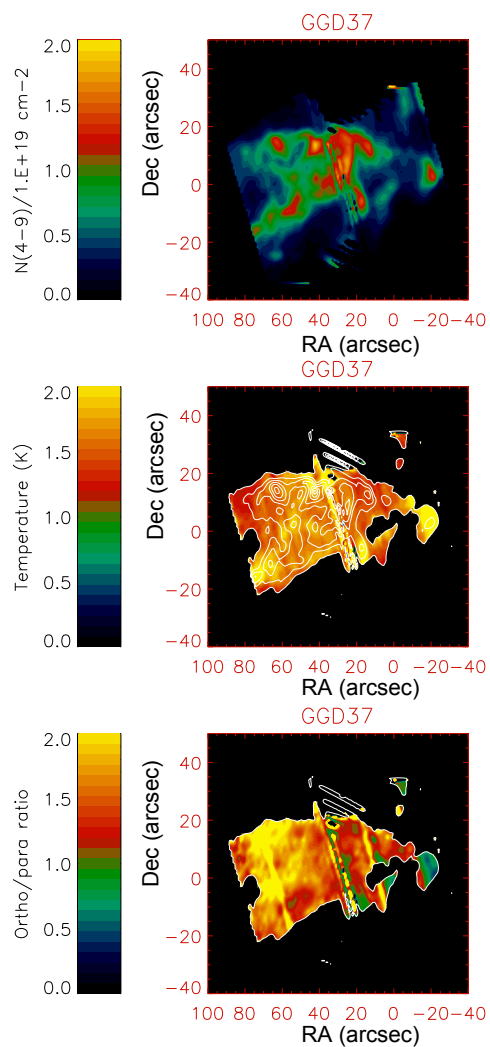 GGD37
2.0
1.5
1.0
0.5
0.0
N(4-9)/1.E+19 cm-2
Dec (arcsec)
40
20
0
-20
-40
100 80 60 40 20 0 -20-40
RA (arcsec)
GGD37
2.0
1.5
1.0
0.5
0.0
Temperature (K)
Dec (arcsec)
40
20
0
-20
-40
100 80 60 40 20 0 -20-40
RA (arcsec)
GGD37
2.0
1.5
1.0
0.5
0.0
Ortho/para ratio
Dec (arcsec)
40
20
0
-20
-40
100 80 60 40 20 0 -20-40
RA (arcsec)